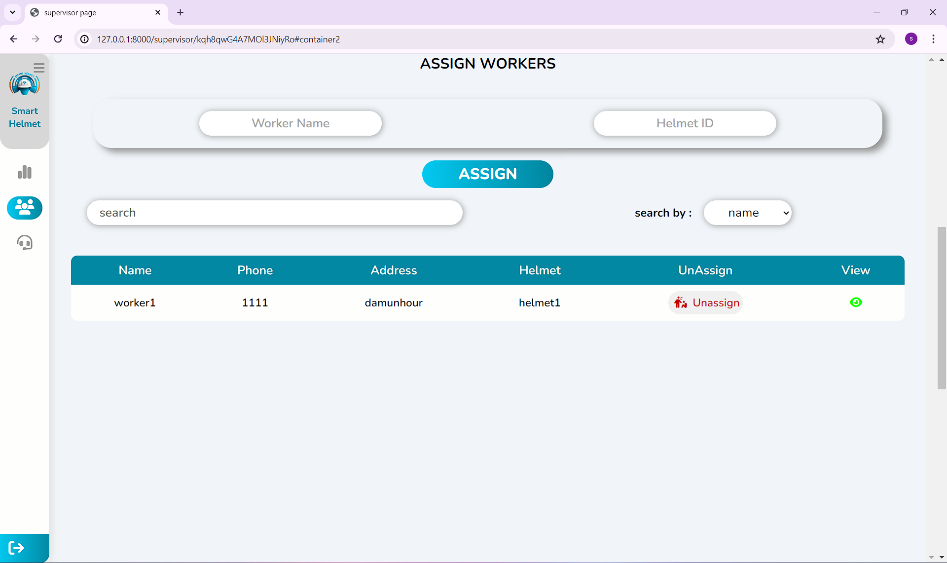 supervisor page
127.0.0.1:8000/supervisor/kqh8qwG4A7MOl3JNiyRo#container2
s
Smart
Helmet
ASSIGN WORKERS
Worker Name Helmet ID
ASSIGN
search search by : name
Name Phone Address Helmet UnAssign View
worker1 1111 damunhour helmet1 Unassign